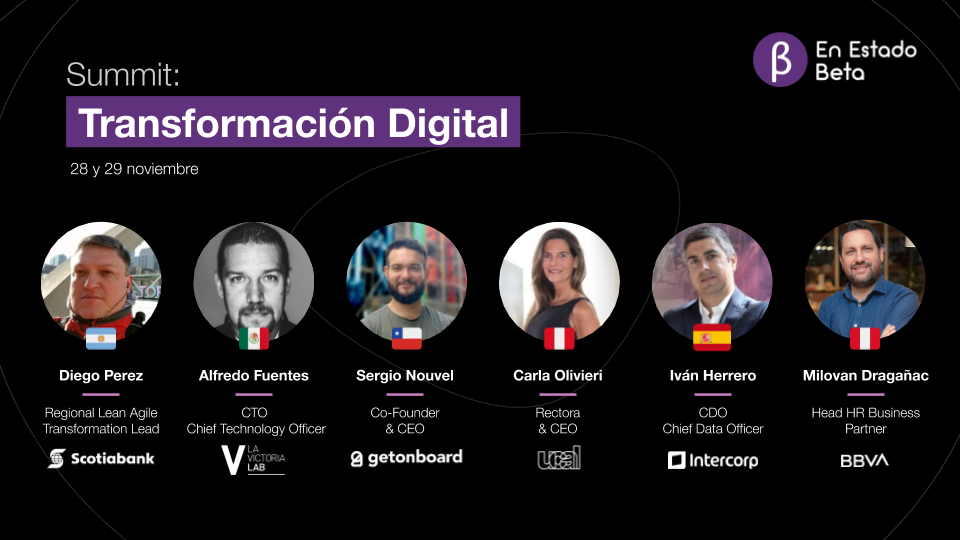 β
En Estado
Beta
Summit:
Transformación Digital
28 y 29 noviembre
Diego Perez
Regional Lean Agile
Transformation Lead
Scotiabank
Alfredo Fuentes
CTO
Chief Technology Officer
V LA
VICTORIA
LAB
Sergio Nouvel
Co-Founder
& CEO
getonboard
Carla Olivieri
Rectora
& CEO
ucal
Iván Herrero
CDO
Chief Data Officer
Intercorp
Milovan Dragañac
Head HR Business
Partner
BBVA